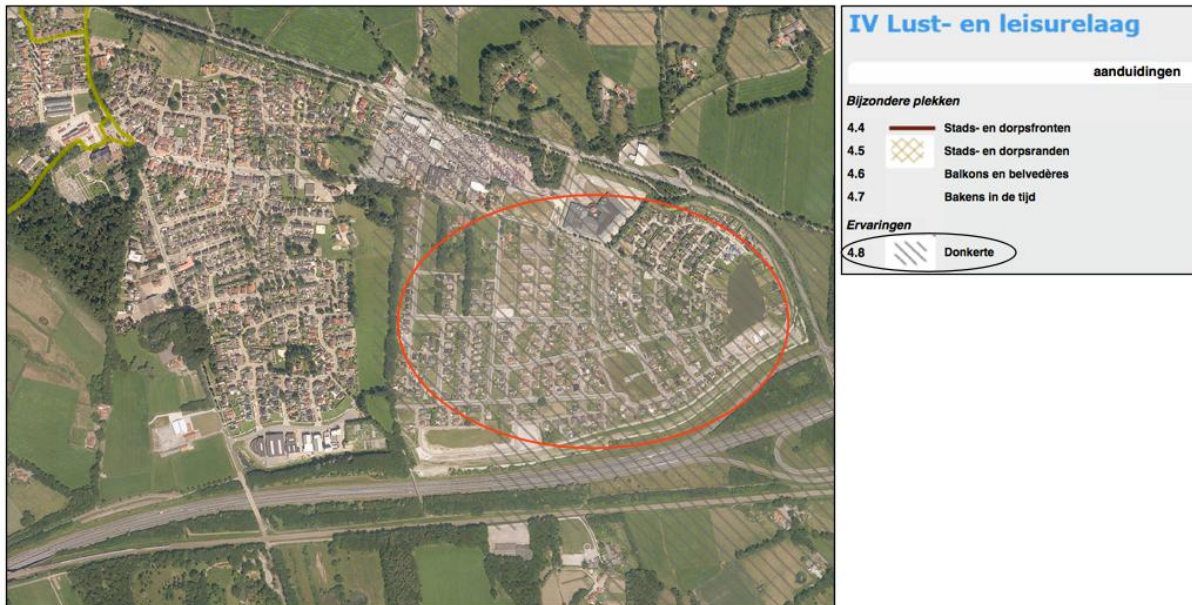 IV Lust- en leisurelaag
aanduidingen
Bijzondere plekken
4.4 Stads- en dorpsfronten
4.5 Stads- en dorpsranden
4.6 Balkons en belvedères
4.7 Bakens in de tijd
Ervaringen
4.8 Donkerte